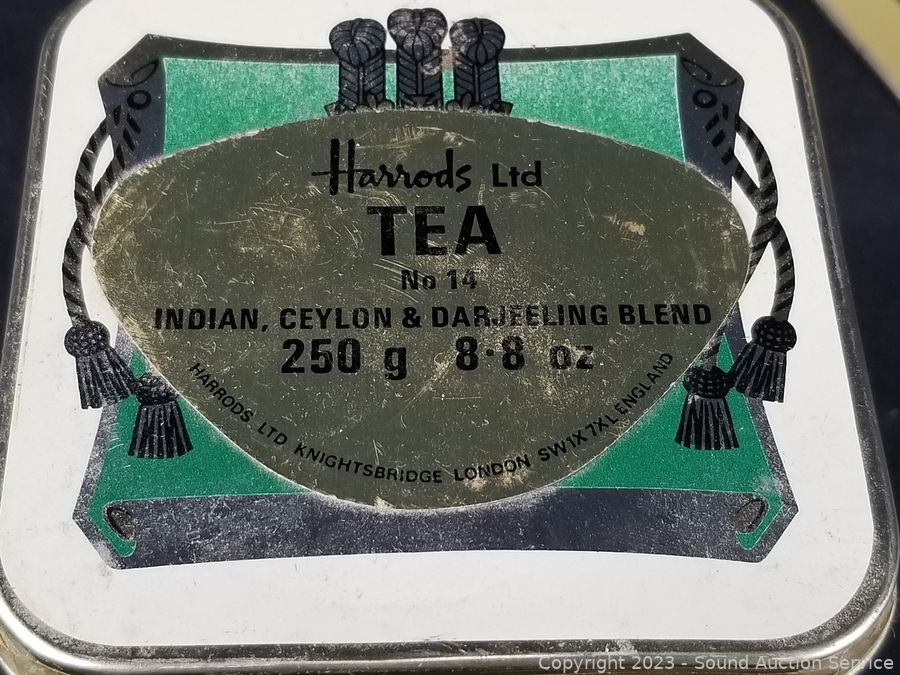 Harrods Ltd
TEA
No 14
INDIAN, CEYLON & DARJEELING BLEND
250 g 8·8 oz
HARRODS LTD KNIGHTSBRIDGE LONDON SW1X 7XL ENGLAND
Copyright 2023 - Sound Auction Service